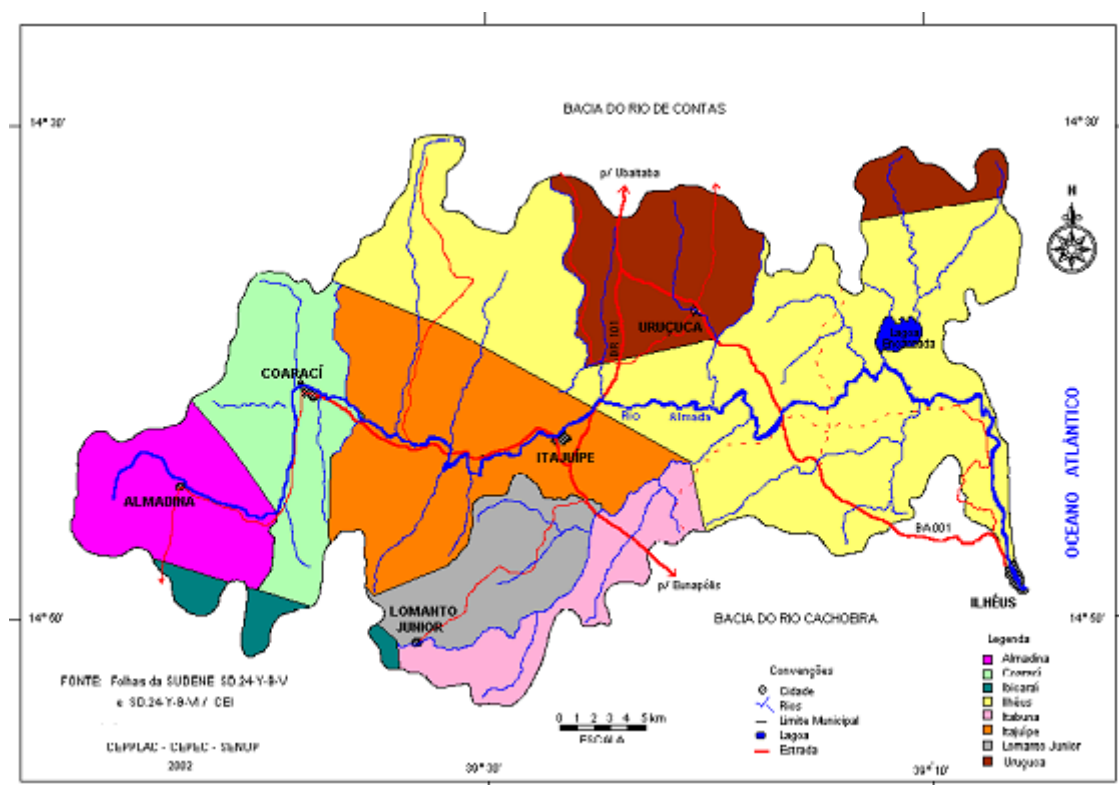 BACIA DO RIO DE CONTAS
14° 30'
14° 30'
p/ Ubaitaba
N
URUÇUCA
BR 101
Lagoa
Encantada
COARACÍ
Rio Almada
ITAJUIPE
ALMADINA
OCEANO ATLÂNTICO
BA 001
p/ Eunapólis
ILHÉUS
LOMANTO
JUNIOR
14° 50'
BACIA DO RIO CACHOEIRA
14° 50'
Legenda
Almadina
Coaraci
Ibicaraí
Ilhéus
Itabuna
Itajuipe
Lomanto Junior
Uruçuca
Convenções
Cidade
Rios
Limite Municipal
Lagoa
Estrada
FONTE: Folhas da SUDENE SD.24-Y-B-V
e SD.24-Y-B-VI / CEI
0 1 2 3 4 5 km
ESCALA
CEPLAC - CEPEC - SENUP
2002
39° 30'
39° 10'